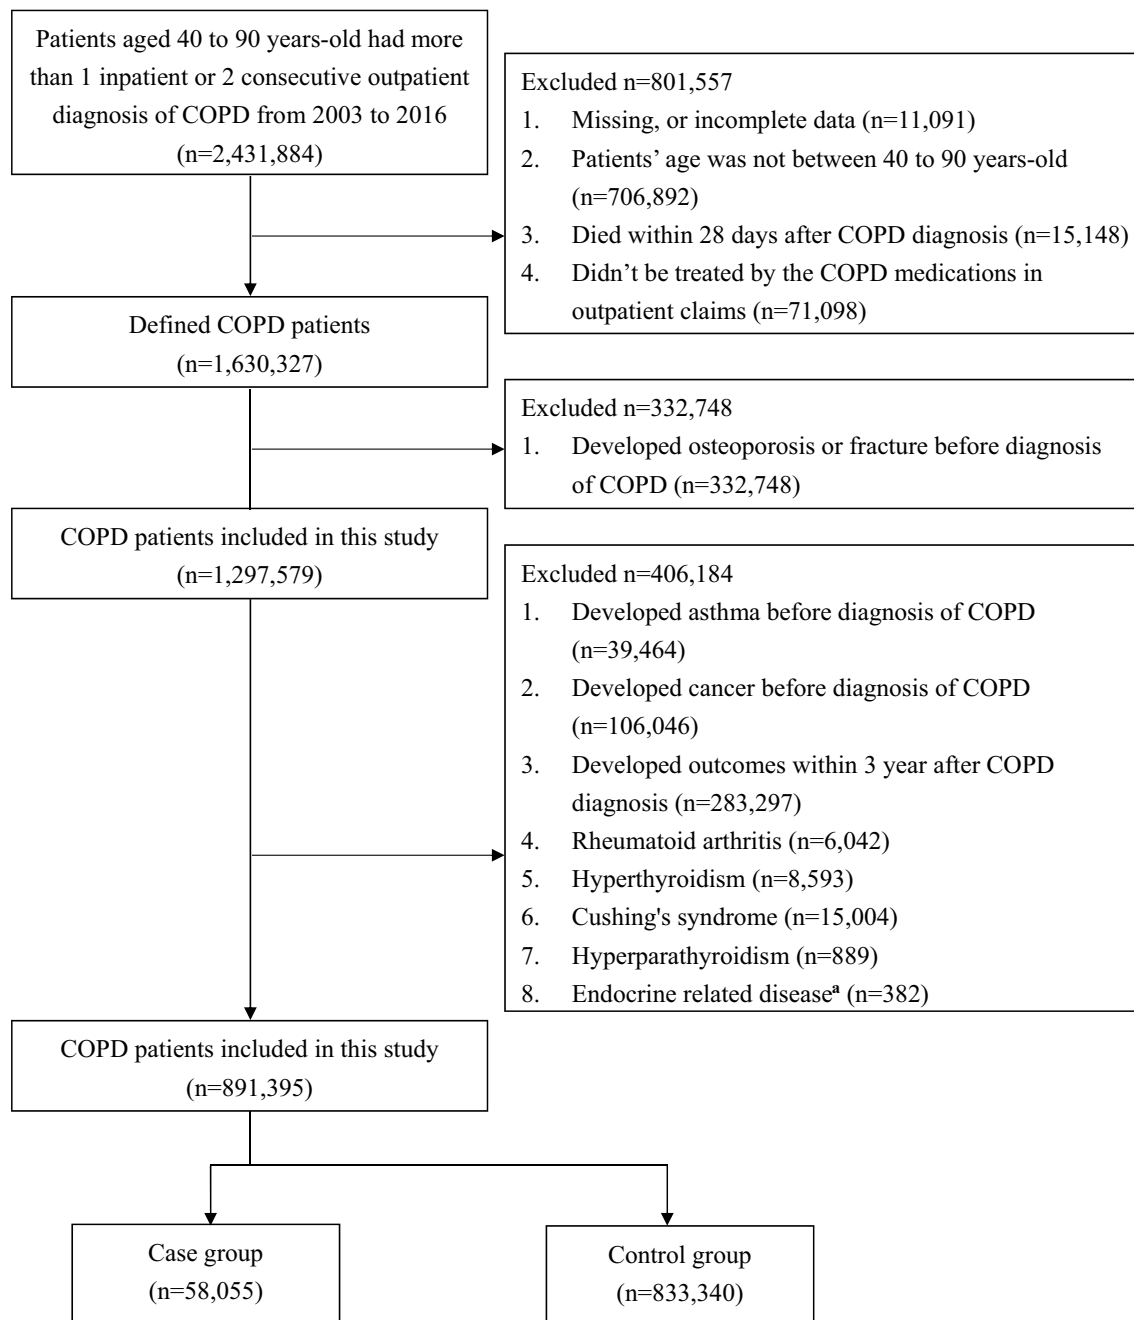 Patients aged 40 to 90 years-old had more
than 1 inpatient or 2 consecutive outpatient
diagnosis of COPD from 2003 to 2016
(n=2,431,884)
Excluded n=801,557
1. Missing, or incomplete data (n=11,091)
2. Patients’ age was not between 40 to 90 years-old
(n=706,892)
3. Died within 28 days after COPD diagnosis (n=15,148)
4. Didn’t be treated by the COPD medications in
outpatient claims (n=71,098)
Defined COPD patients
(n=1,630,327)
Excluded n=332,748
1. Developed osteoporosis or fracture before diagnosis
of COPD (n=332,748)
COPD patients included in this study
(n=1,297,579)
Excluded n=406,184
1. Developed asthma before diagnosis of COPD
(n=39,464)
2. Developed cancer before diagnosis of COPD
(n=106,046)
3. Developed outcomes within 3 year after COPD
diagnosis (n=283,297)
4. Rheumatoid arthritis (n=6,042)
5. Hyperthyroidism (n=8,593)
6. Cushing's syndrome (n=15,004)
7. Hyperparathyroidism (n=889)
8. Endocrine related diseaseᵃ (n=382)
COPD patients included in this study
(n=891,395)
Case group
(n=58,055)
Control group
(n=833,340)